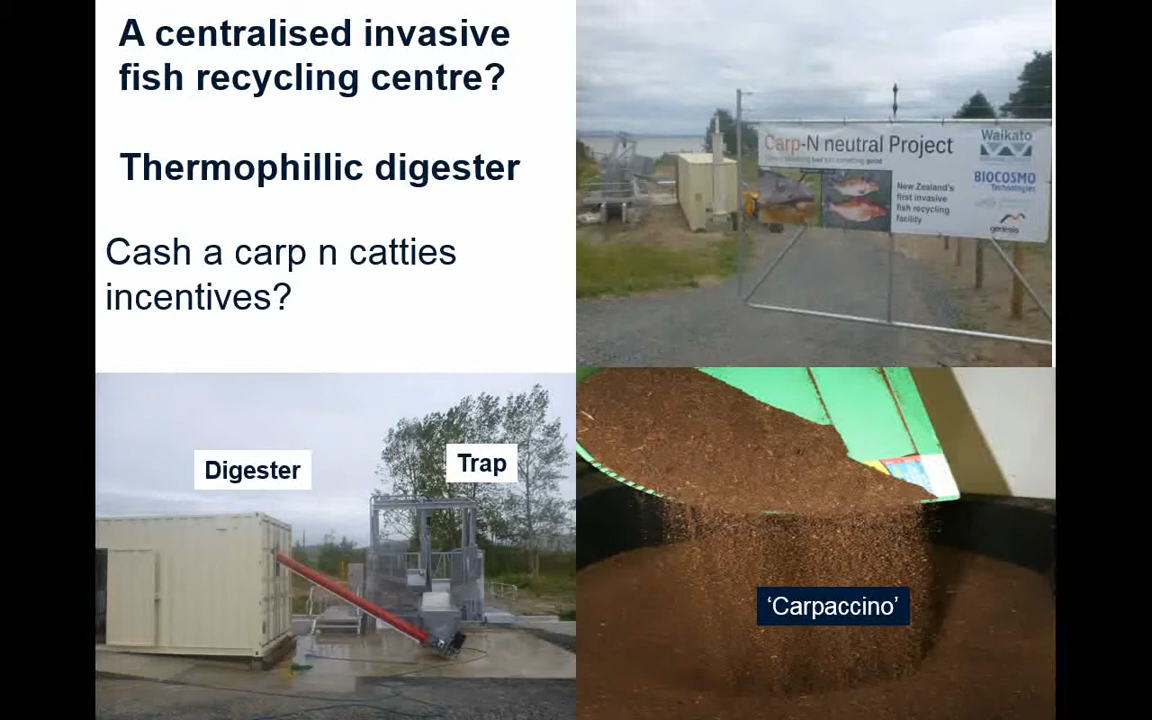 A centralised invasive
fish recycling centre?
Thermophillic digester
Cash a carp n catties
incentives?
Carp-N neutral Project
Waikato
BIOCOSMO
Technologies
New Zealand's
first invasive
fish recycling
facility
genesis
Digester
Trap
'Carpaccino'